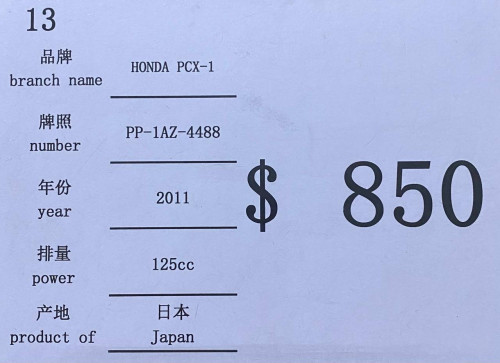 13
品牌
branch name
HONDA PCX-1
牌照
number
PP-1AZ-4488
年份
year
2011
$ 850
排量
power
125cc
产地
product of
日本
Japan